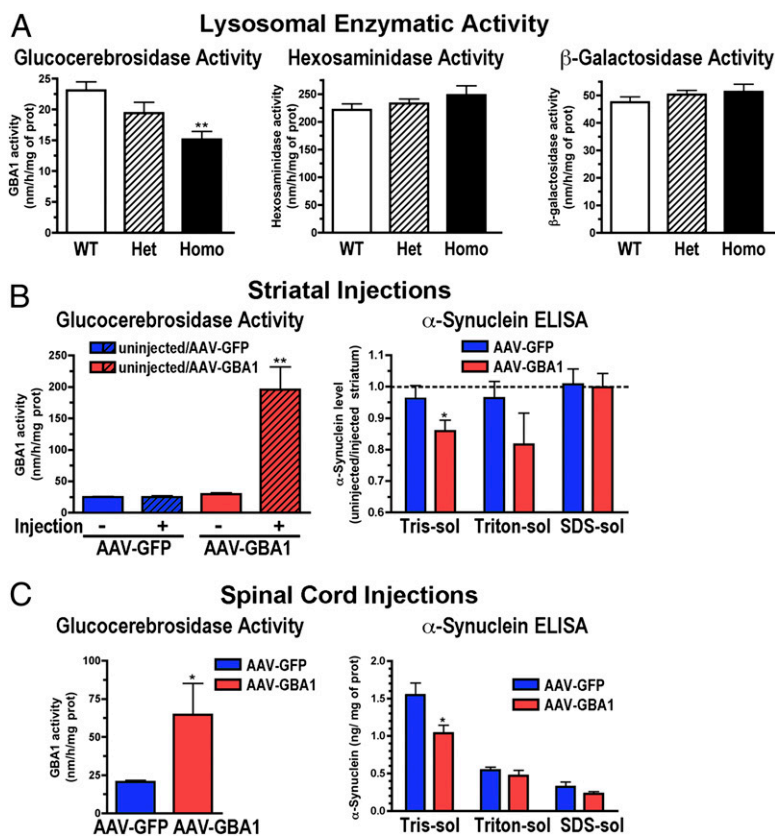 A
Lysosomal Enzymatic Activity
Glucocerebrosidase Activity
GBA1 activity
(nm/h/mg of prot)
25
20
15
10
5
0
**
WT Het Homo
Hexosaminidase Activity
Hexosaminidase activity
(nm/h/mg of prot)
250
200
150
100
50
0
WT Het Homo
β-Galactosidase Activity
β-galactosidase activity
(nm/h/mg of prot)
50
40
30
20
10
0
WT Het Homo
B
Striatal Injections
Glucocerebrosidase Activity
uninjected/AAV-GFP
uninjected/AAV-GBA1
GBA1 activity
(nm/h/mg prot)
250
200
150
100
50
0
**
Injection - + - +
AAV-GFP AAV-GBA1
α-Synuclein ELISA
AAV-GFP
AAV-GBA1
α-Synuclein level
(uninjected/injected striatum)
1.1
1.0
0.9
0.8
0.7
0.6
*
Tris-sol Triton-sol SDS-sol
C
Spinal Cord Injections
Glucocerebrosidase Activity
AAV-GFP
AAV-GBA1
GBA1 activity
(nm/h/mg prot)
100
75
50
25
0
*
AAV-GFP AAV-GBA1
α-Synuclein ELISA
AAV-GFP
AAV-GBA1
α-Synuclein (ng/ mg of prot)
2.0
1.5
1.0
0.5
0.0
*
Tris-sol Triton-sol SDS-sol